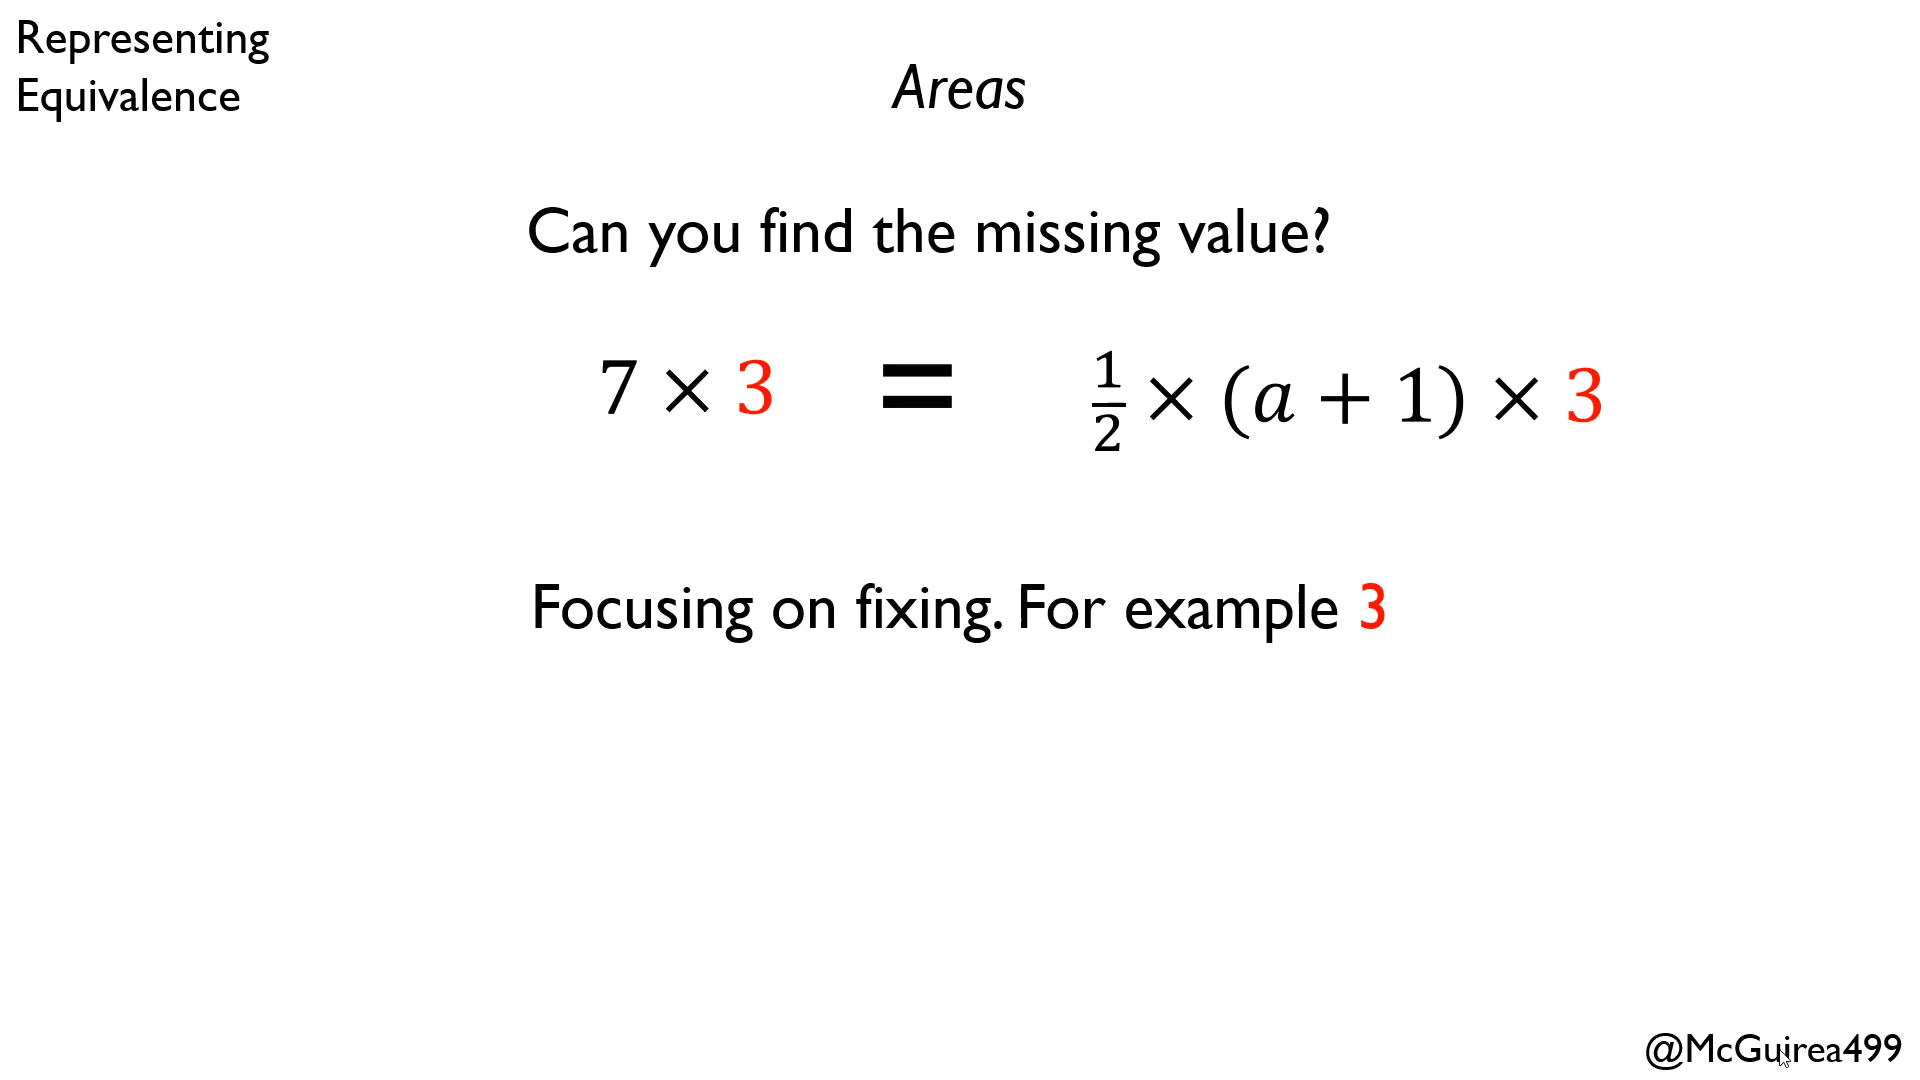 Representing
Equivalence
Areas
Can you find the missing value?
7 × 3 = 1/2 × (a + 1) × 3
Focusing on fixing. For example 3
@McGuirea499